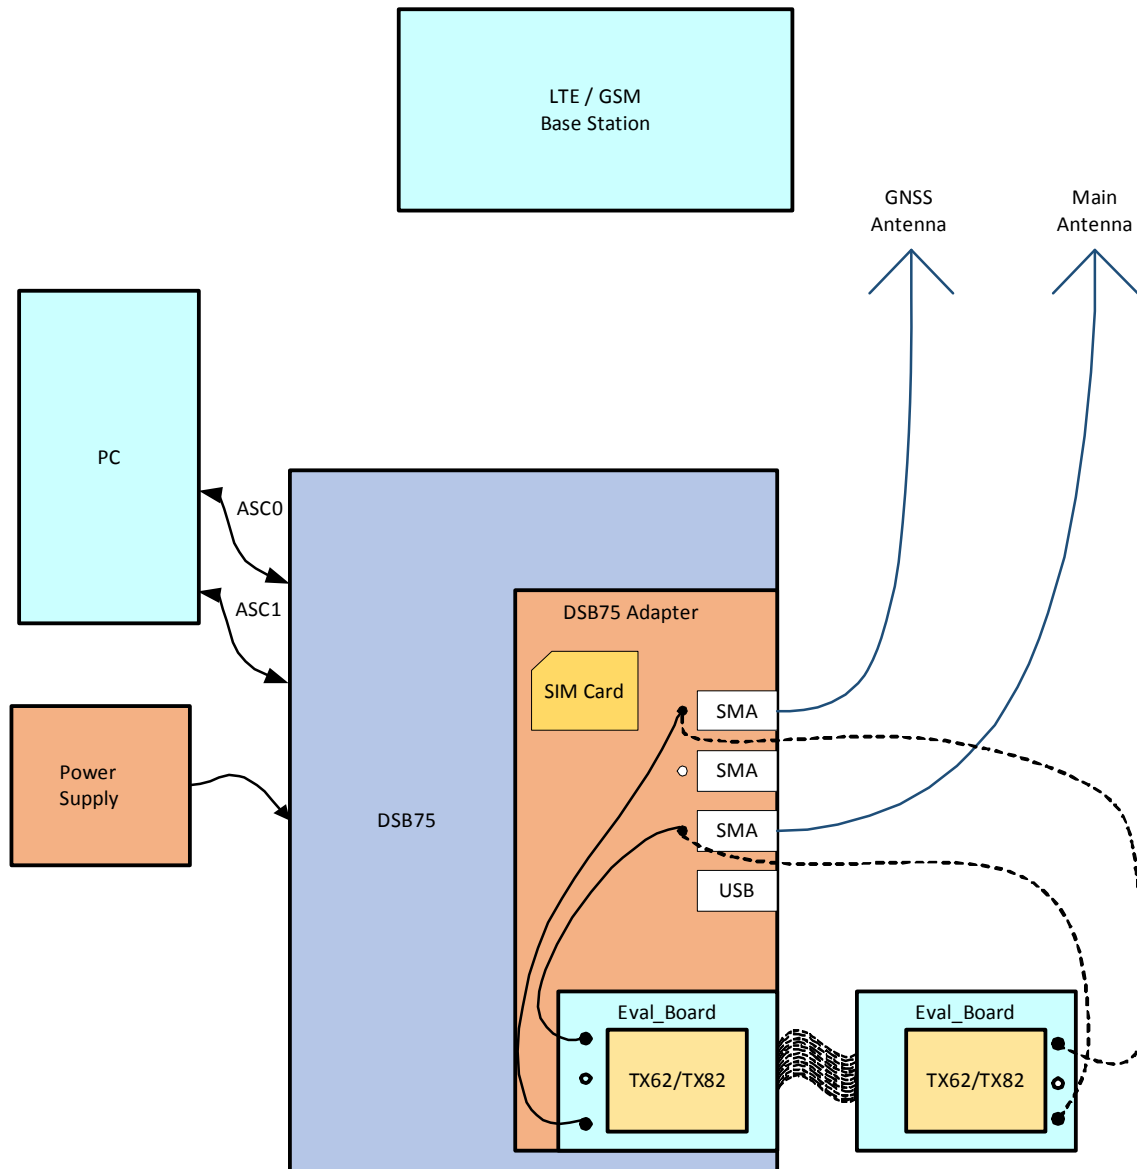 LTE / GSM
Base Station
GNSS
Antenna
Main
Antenna
PC
ASC0
ASC1
DSB75 Adapter
SIM Card
SMA
SMA
SMA
USB
Power
Supply
DSB75
Eval_Board
TX62/TX82
Eval_Board
TX62/TX82